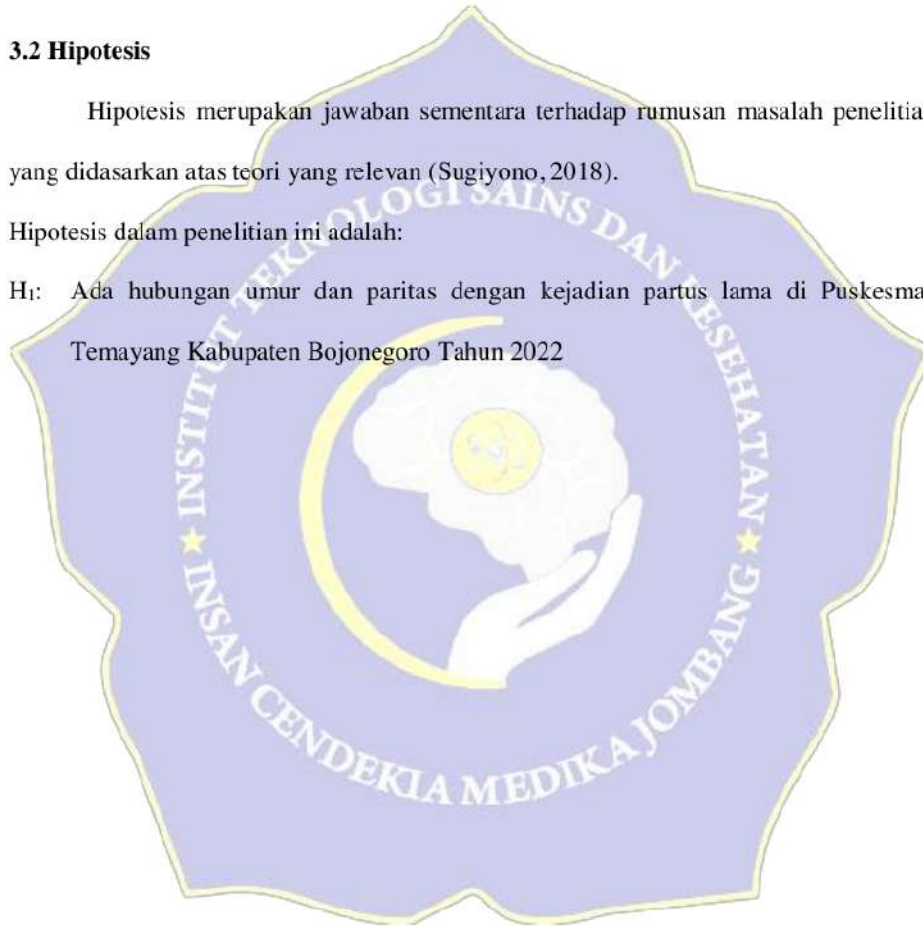 3.2 Hipotesis
Hipotesis merupakan jawaban sementara terhadap rumusan masalah penelitia
yang didasarkan atas teori yang relevan (Sugiyono, 2018).
Hipotesis dalam penelitian ini adalah:
H₁: Ada hubungan umur dan paritas dengan kejadian partus lama di Puskesma
Temayang Kabupaten Bojonegoro Tahun 2022
INSTITUT TEKNOLOGI SAINS DAN KESEHATAN
INSAN CENDEKIA MEDIKA JOMBANG